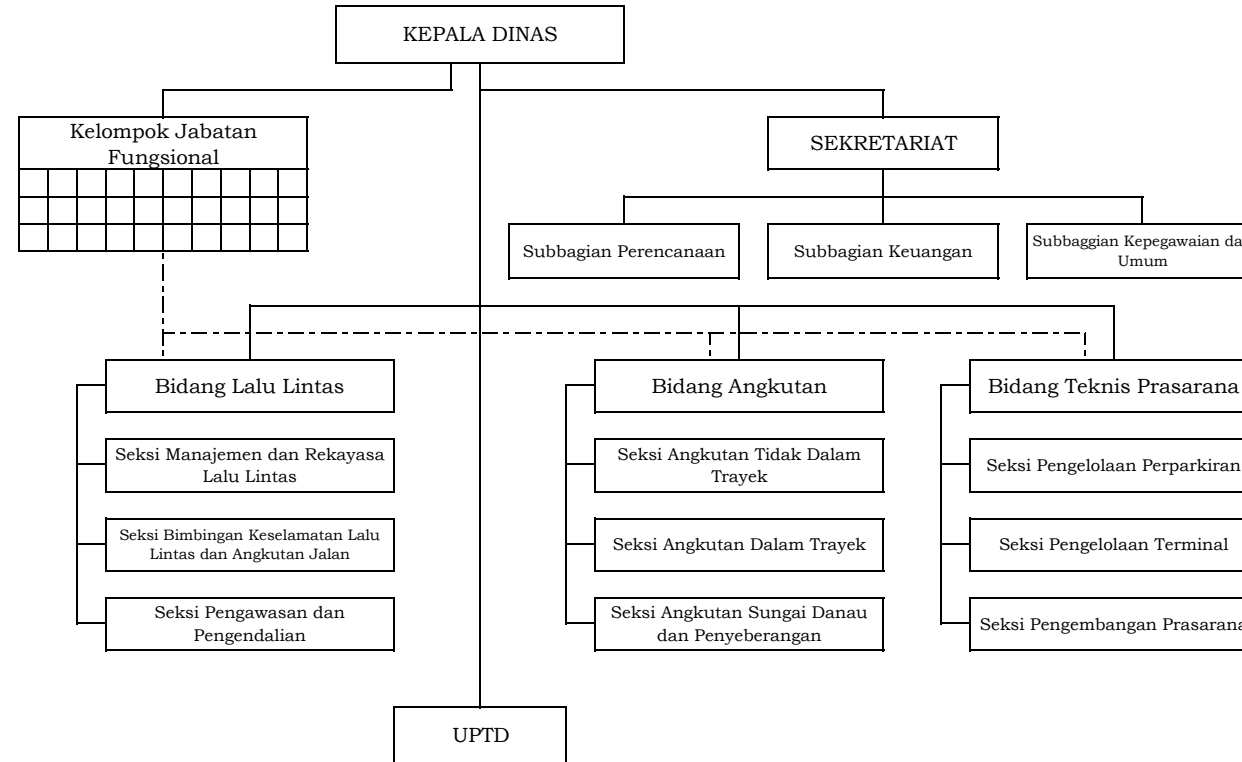 KEPALA DINAS
Kelompok Jabatan
Fungsional
SEKRETARIAT
Subbagian Perencanaan
Subbagian Keuangan
Subbaggian Kepegawaian da
Umum
Bidang Lalu Lintas
Bidang Angkutan
Bidang Teknis Prasarana
Seksi Manajemen dan Rekayasa
Lalu Lintas
Seksi Angkutan Tidak Dalam
Trayek
Seksi Pengelolaan Perparkiran
Seksi Bimbingan Keselamatan Lalu
Lintas dan Angkutan Jalan
Seksi Angkutan Dalam Trayek
Seksi Pengelolaan Terminal
Seksi Pengawasan dan
Pengendalian
Seksi Angkutan Sungai Danau
dan Penyeberangan
Seksi Pengembangan Prasarana
UPTD